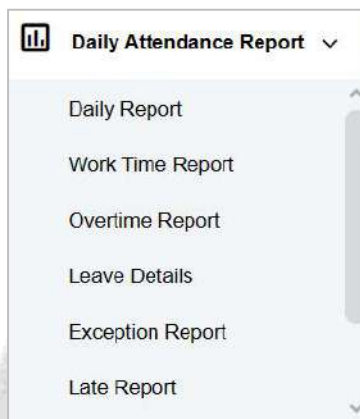 Daily Attendance Report
Daily Report
Work Time Report
Overtime Report
Leave Details
Exception Report
Late Report